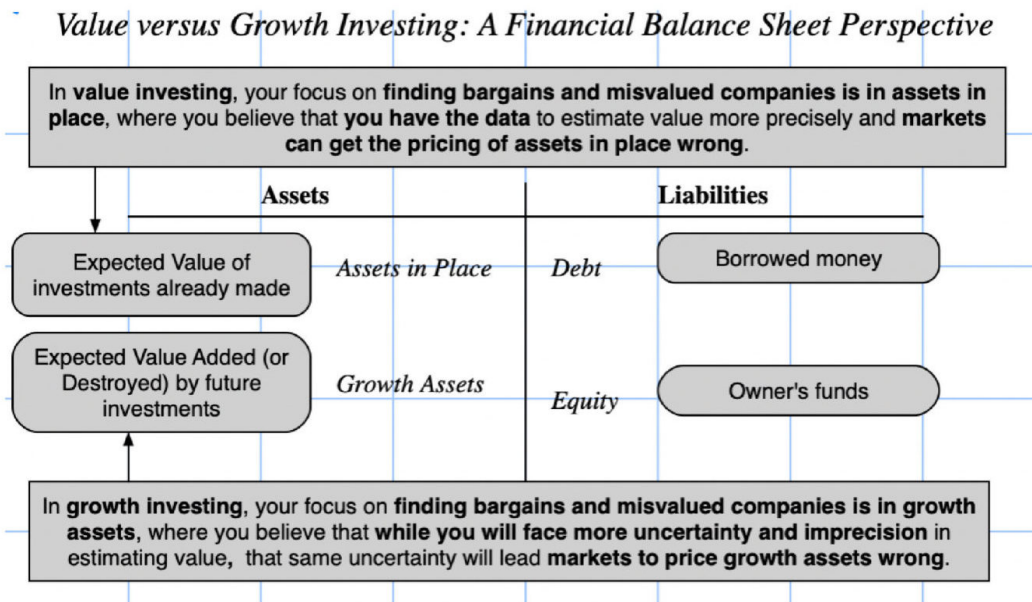 Value versus Growth Investing: A Financial Balance Sheet Perspective
In value investing, your focus on finding bargains and misvalued companies is in assets in
place, where you believe that you have the data to estimate value more precisely and markets
can get the pricing of assets in place wrong.
Assets
Liabilities
Expected Value of
investments already made
Assets in Place
Debt
Borrowed money
Expected Value Added (or
Destroyed) by future
investments
Growth Assets
Equity
Owner's funds
In growth investing, your focus on finding bargains and misvalued companies is in growth
assets, where you believe that while you will face more uncertainty and imprecision in
estimating value, that same uncertainty will lead markets to price growth assets wrong.